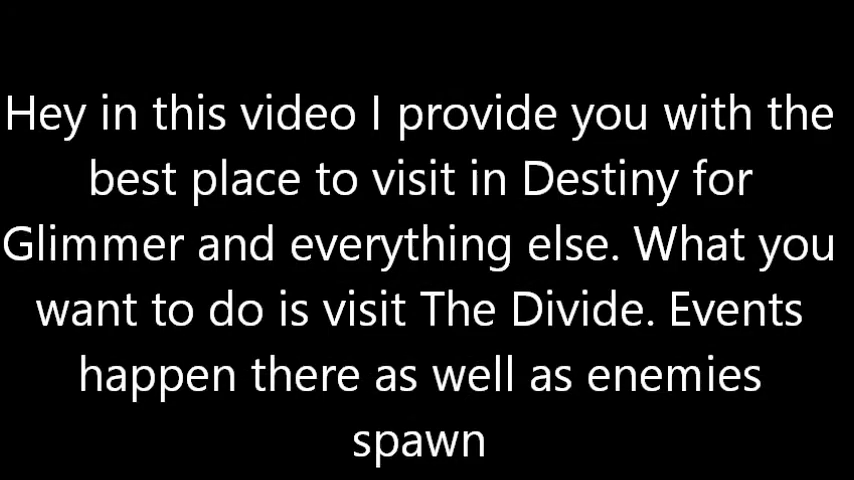 Hey in this video I provide you with the
best place to visit in Destiny for
Glimmer and everything else. What you
want to do is visit The Divide. Events
happen there as well as enemies
spawn